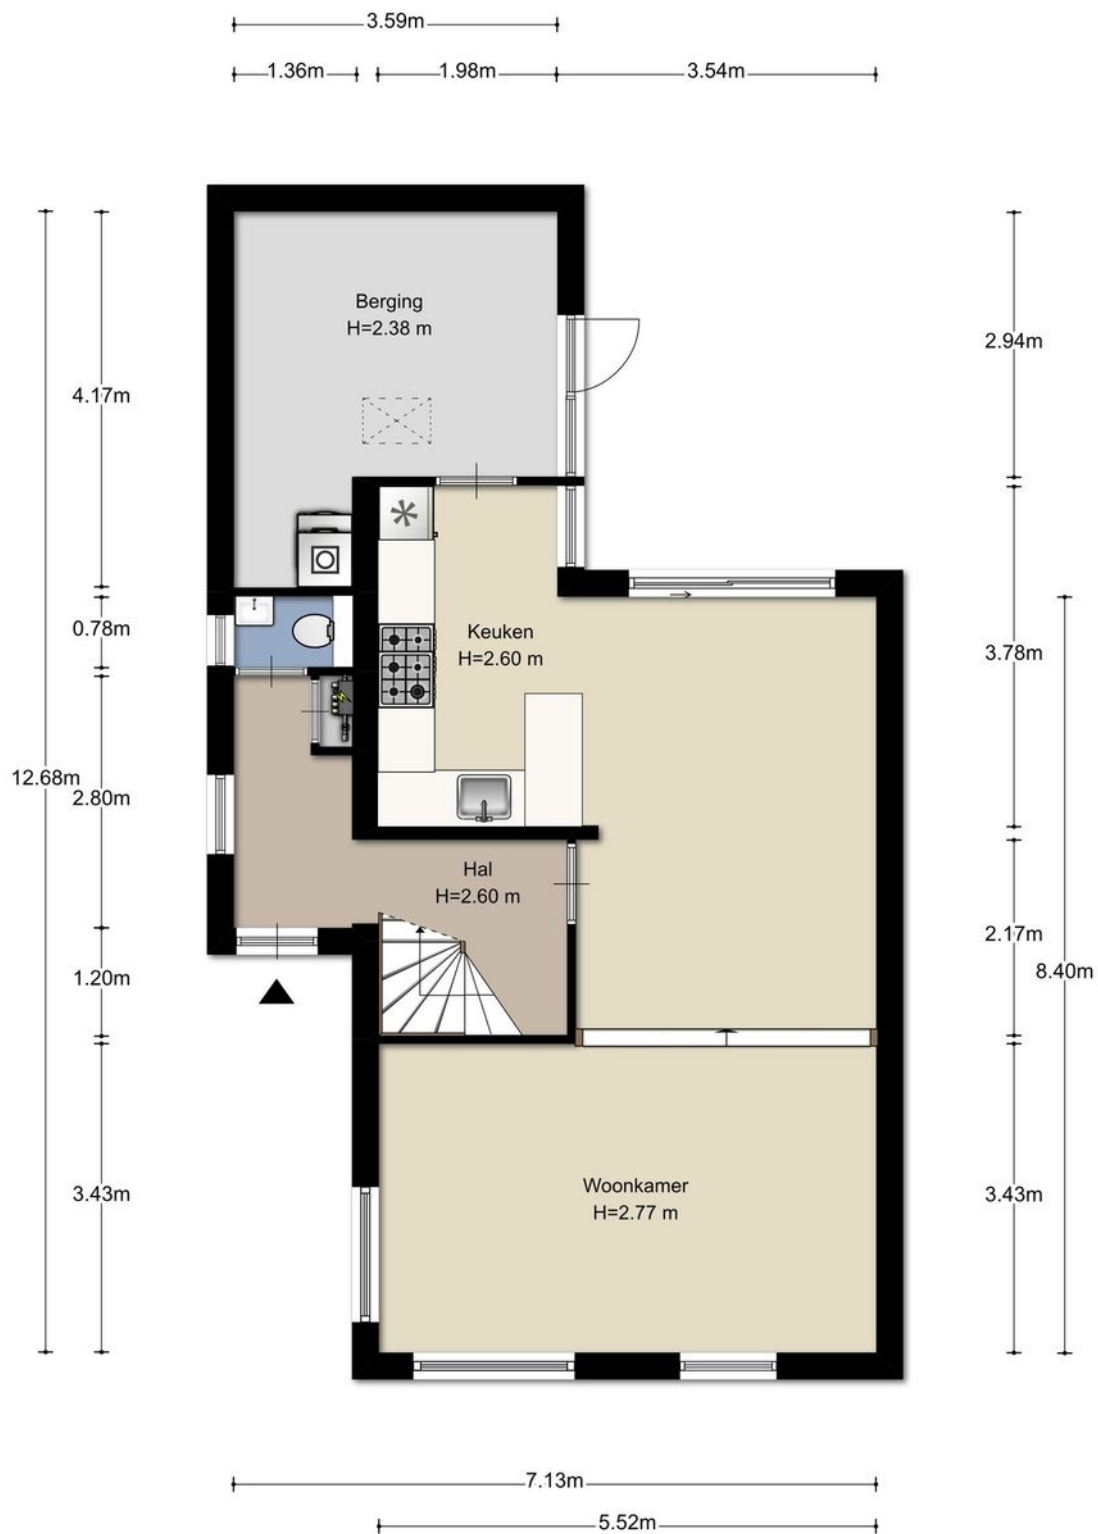 3.59m
1.36m
1.98m
3.54m
Berging
H=2.38 m
2.94m
4.17m
Keuken
H=2.60 m
0.78m
3.78m
12.68m
2.80m
Hal
H=2.60 m
2.17m
8.40m
1.20m
Woonkamer
H=2.77 m
3.43m
3.43m
7.13m
5.52m